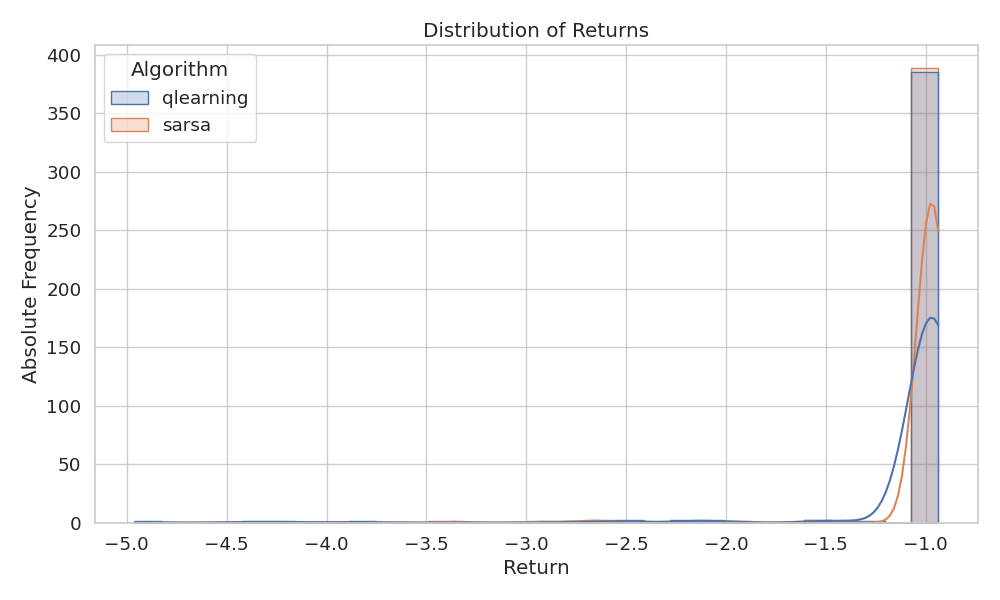 Distribution of Returns
Algorithm
qlearning
sarsa
Absolute Frequency
400
350
300
250
200
150
100
50
0
−5.0 −4.5 −4.0 −3.5 −3.0 −2.5 −2.0 −1.5 −1.0
Return